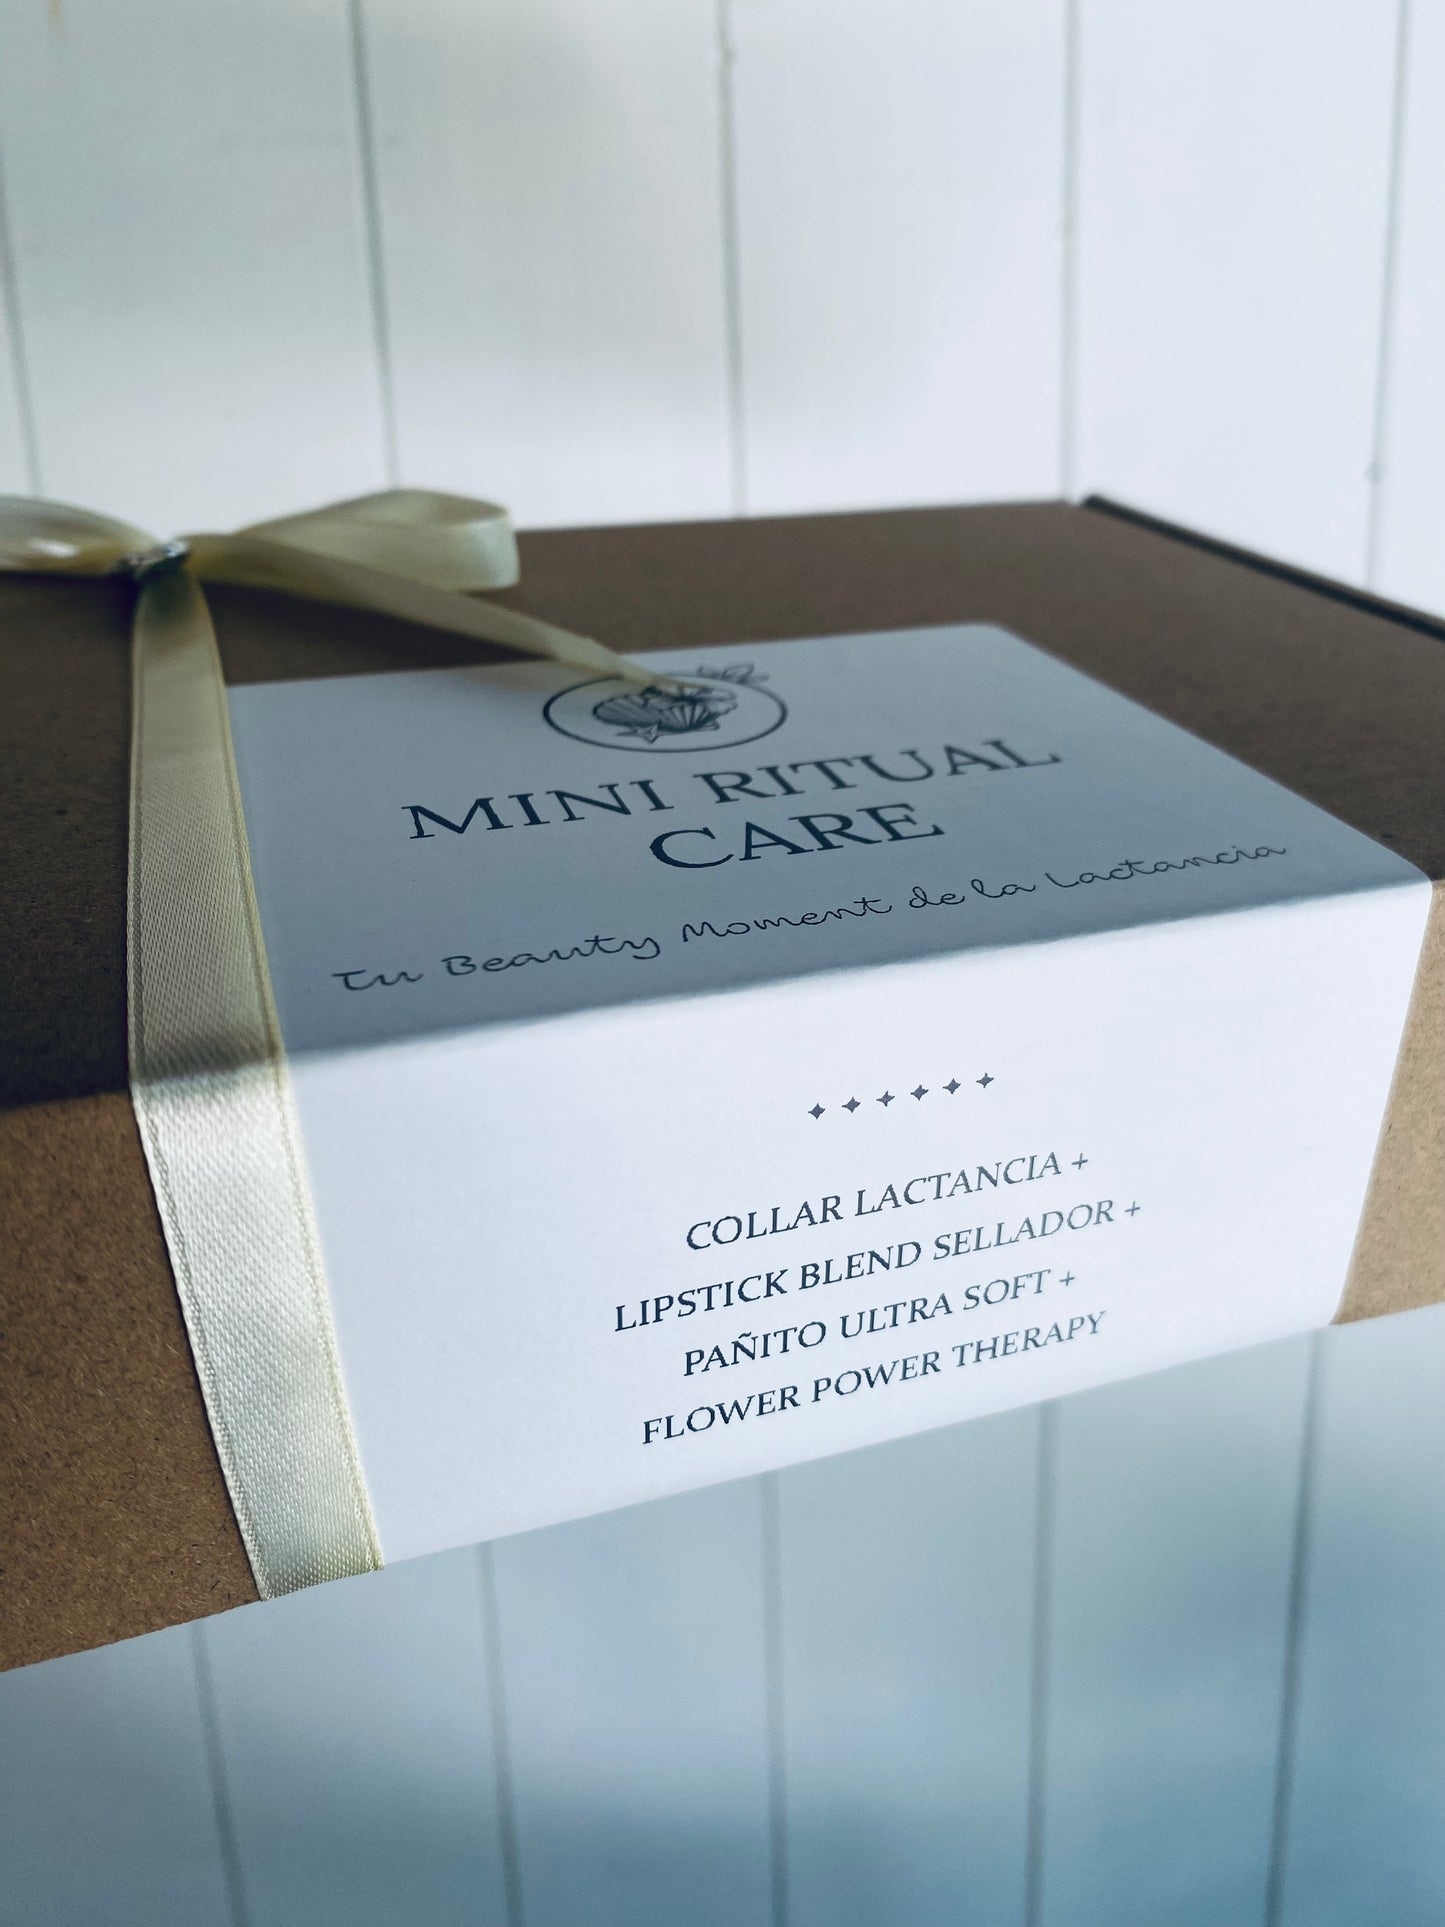 MINI RITUAL
CARE
Tu Beauty Moment de la Lactancia
COLLAR LACTANCIA +
LIPSTICK BLEND SELLADOR +
PAÑITO ULTRA SOFT +
FLOWER POWER THERAPY